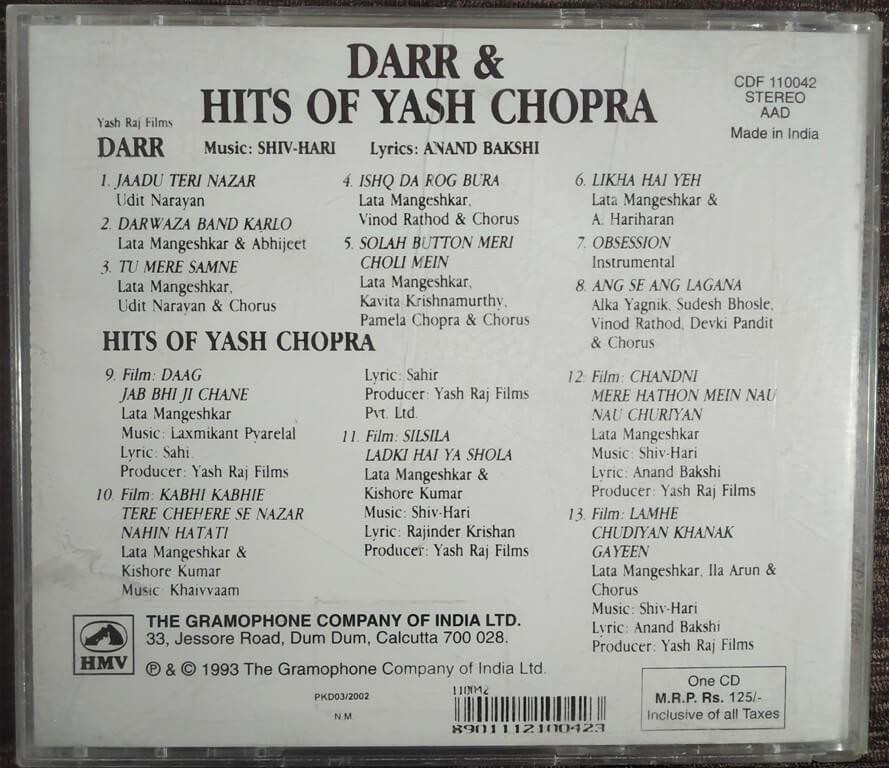 DARR &
HITS OF YASH CHOPRA
CDF 110042
STEREO
AAD
Made in India
Yash Raj Films
DARR
Music: SHIV-HARI
Lyrics: ANAND BAKSHI
1. JAADU TERI NAZAR
Udit Narayan
2. DARWAZA BAND KARLO
Lata Mangeshkar & Abhijeet
3. TU MERE SAMNE
Lata Mangeshkar,
Udit Narayan & Chorus
4. ISHQ DA ROG BURA
Lata Mangeshkar,
Vinod Rathod & Chorus
5. SOLAH BUTTON MERI
CHOLI MEIN
Lata Mangeshkar,
Kavita Krishnamurthy,
Pamela Chopra & Chorus
6. LIKHA HAI YEH
Lata Mangeshkar &
A. Hariharan
7. OBSESSION
Instrumental
8. ANG SE ANG LAGANA
Alka Yagnik, Sudesh Bhosle,
Vinod Rathod, Devki Pandit
& Chorus
HITS OF YASH CHOPRA
9. Film: DAAG
JAB BHI JI CHANE
Lata Mangeshkar
Music: Laxmikant Pyarelal
Lyric: Sahi.
Producer: Yash Raj Films
10. Film: KABHI KABHIE
TERE CHEHERE SE NAZAR
NAHIN HATATI
Lata Mangeshkar &
Kishore Kumar
Music: Khaivvaam
Lyric: Sahir
Producer: Yash Raj Films
Pvt. Ltd.
11. Film: SILSILA
LADKI HAI YA SHOLA
Lata Mangeshkar &
Kishore Kumar
Music: Shiv-Hari
Lyric: Rajinder Krishan
Producer: Yash Raj Films
12. Film: CHANDNI
MERE HATHON MEIN NAU
NAU CHURIYAN
Lata Mangeshkar
Music: Shiv-Hari
Lyric: Anand Bakshi
Producer: Yash Raj Films
13. Film: LAMHE
CHUDIYAN KHANAK
GAYEEN
Lata Mangeshkar, Ila Arun &
Chorus
Music: Shiv-Hari
Lyric: Anand Bakshi
Producer: Yash Raj Films
HMV
THE GRAMOPHONE COMPANY OF INDIA LTD.
33, Jessore Road, Dum Dum, Calcutta 700 028.
℗ & © 1993 The Gramophone Company of India Ltd.
PKD03/2002
N.M.
110042
8901112100423
One CD
M.R.P. Rs. 125/-
Inclusive of all Taxes